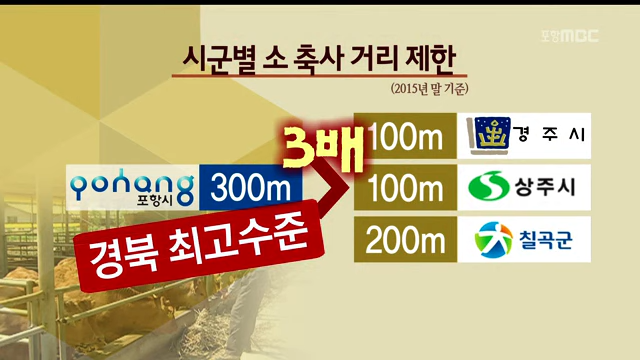 포항MBC
시군별 소 축사 거리 제한
(2015년 말 기준)
3배
100m 경주시
pohang 포항시 300m
100m 상주시
경북 최고수준
200m 칠곡군